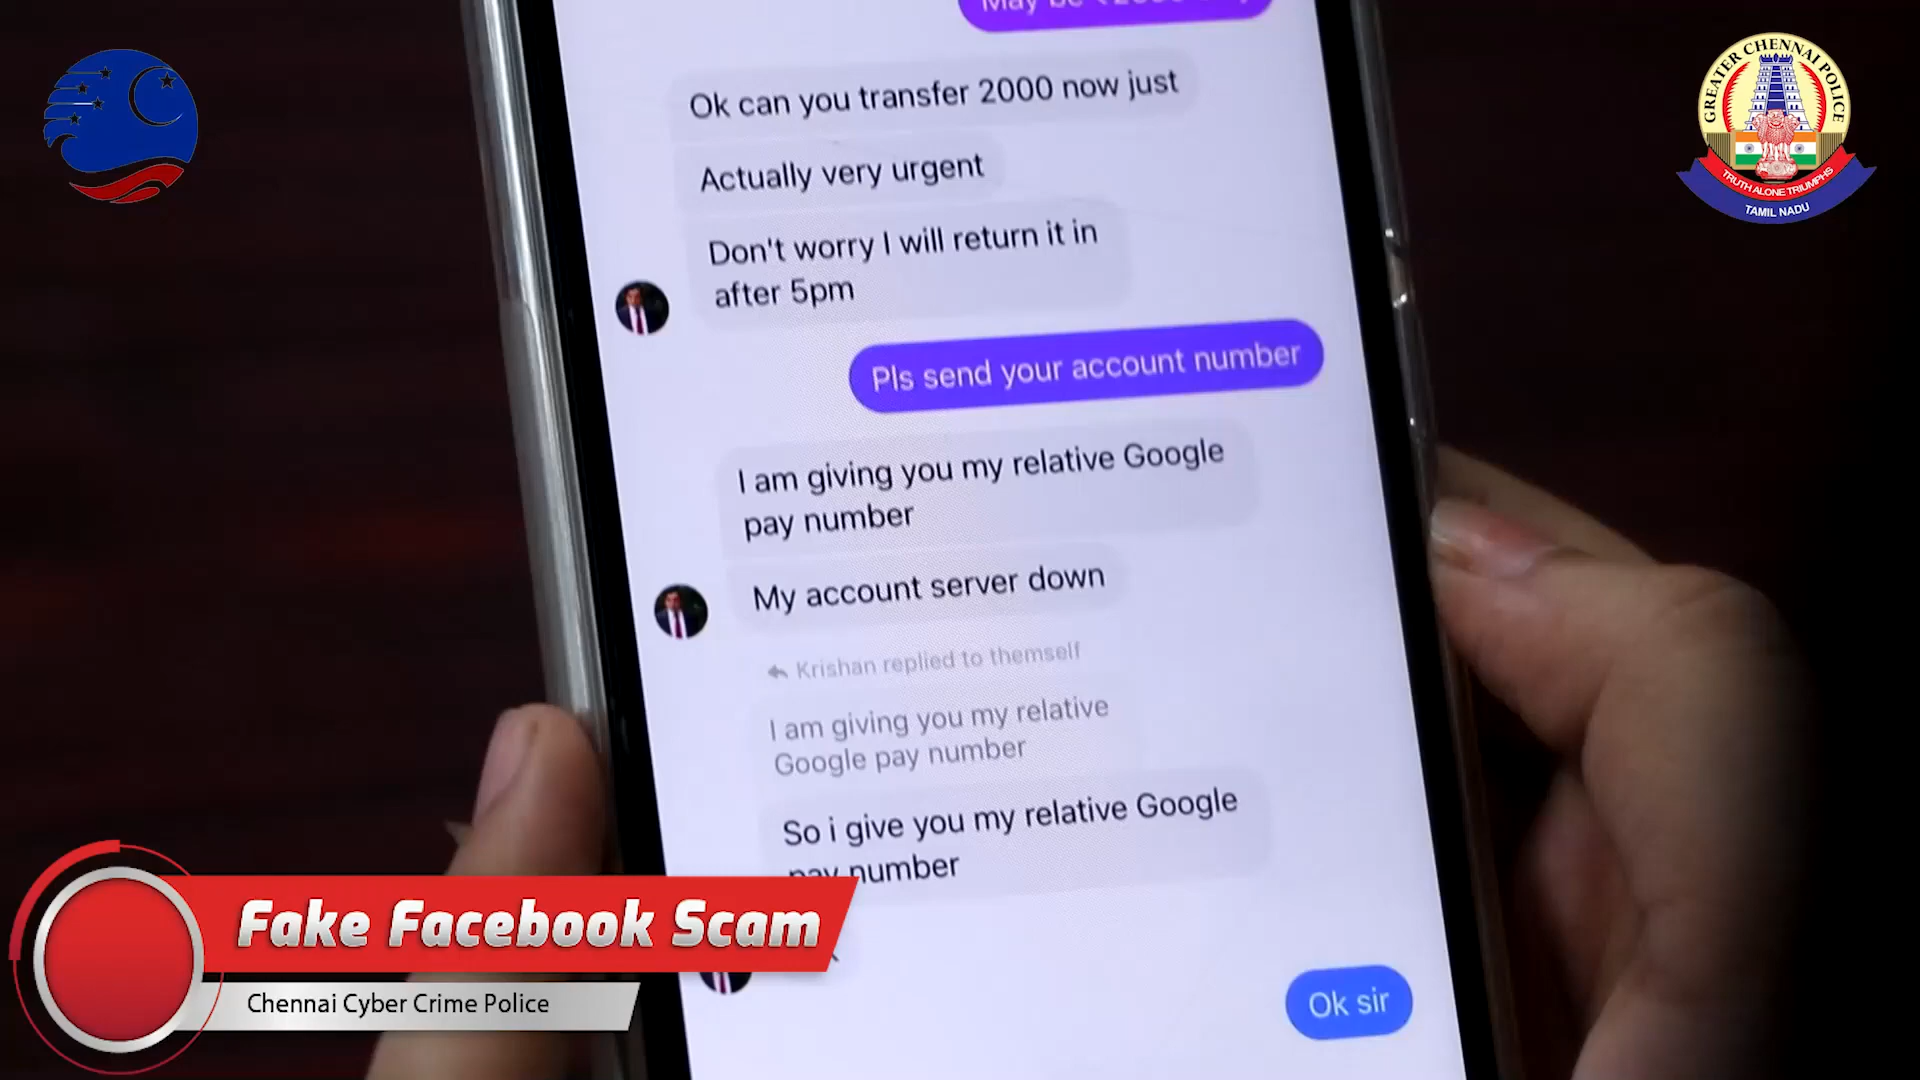 Ok can you transfer 2000 now just
Actually very urgent
Don't worry I will return it in
after 5pm
Pls send your account number
I am giving you my relative Google
pay number
My account server down
Krishan replied to themself
I am giving you my relative
Google pay number
So i give you my relative Google
pay number
Ok sir
GREATER CHENNAI POLICE
TRUTH ALONE TRIUMPHS
TAMIL NADU
Fake Facebook Scam
Chennai Cyber Crime Police